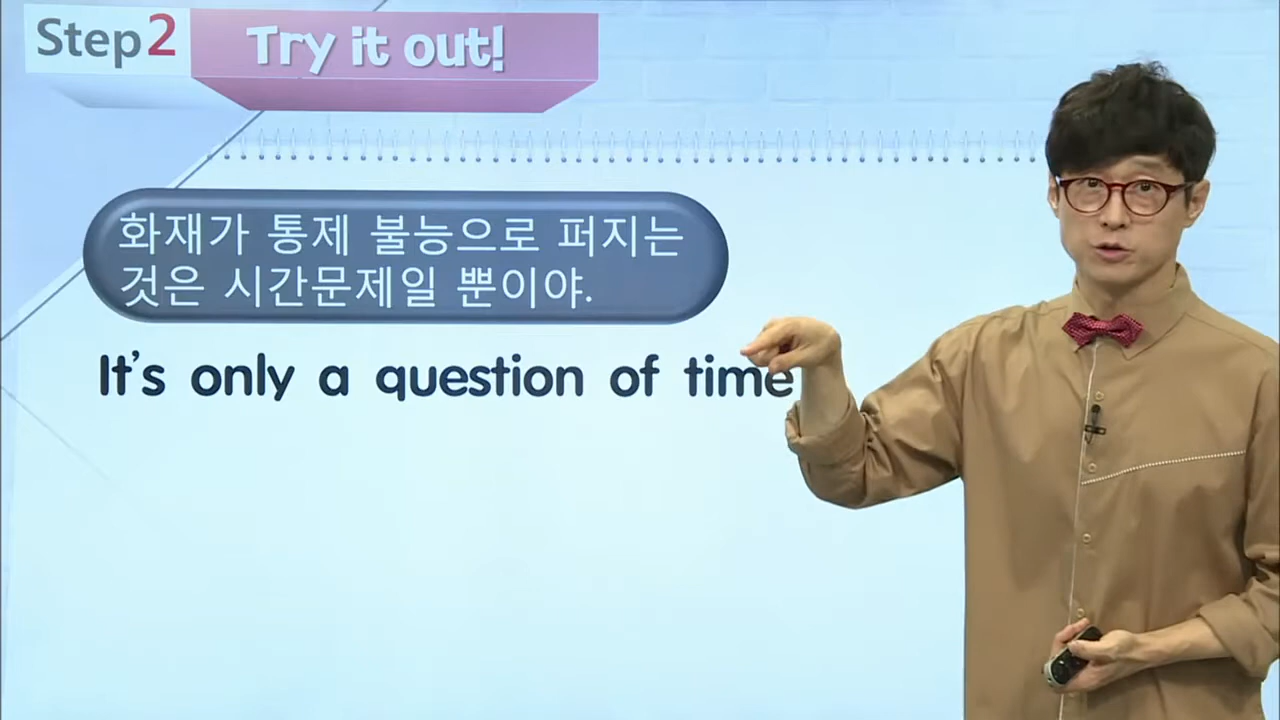 Step2
Try it out!
화재가 통제 불능으로 퍼지는
것은 시간문제일 뿐이야.
It's only a question of time